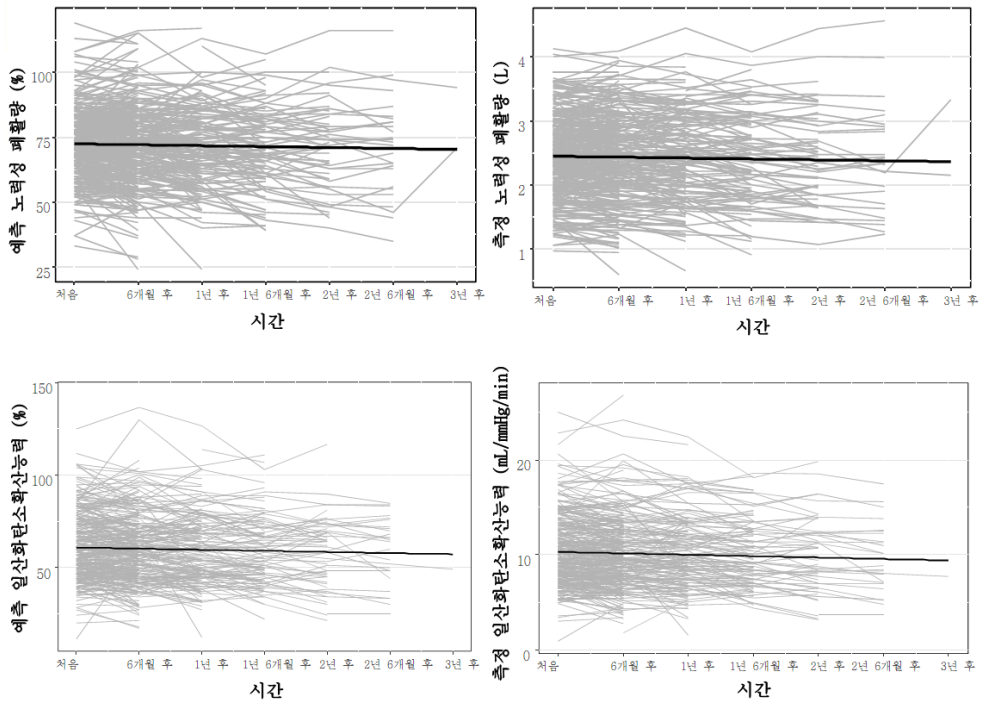 예측 노력성 폐활량 (%)
100
75
50
25
처음 6개월 후 1년 후 1년 6개월 후 2년 후 2년 6개월 후 3년 후
시간
측정 노력성 폐활량 (L)
4
3
2
1
처음 6개월 후 1년 후 1년 6개월 후 2년 후 2년 6개월 후 3년 후
시간
예측 일산화탄소확산능력 (%)
150
100
50
처음 6개월 후 1년 후 1년 6개월 후 2년 후 2년 6개월 후 3년 후
시간
측정 일산화탄소확산능력 (mL/mmHg/min)
20
10
0
처음 6개월 후 1년 후 1년 6개월 후 2년 후 2년 6개월 후 3년 후
시간